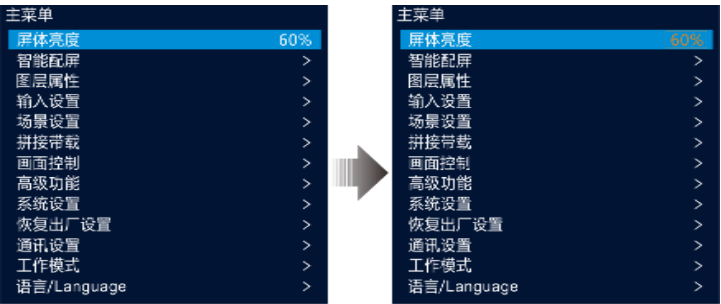 主菜单
屏体亮度 60%
智能配屏 >
图层属性 >
输入设置 >
场景设置 >
拼接带载 >
画面控制 >
高级功能 >
系统设置 >
恢复出厂设置 >
通讯设置 >
工作模式 >
语言/Language >
主菜单
屏体亮度 60%
智能配屏 >
图层属性 >
输入设置 >
场景设置 >
拼接带载 >
画面控制 >
高级功能 >
系统设置 >
恢复出厂设置 >
通讯设置 >
工作模式 >
语言/Language >